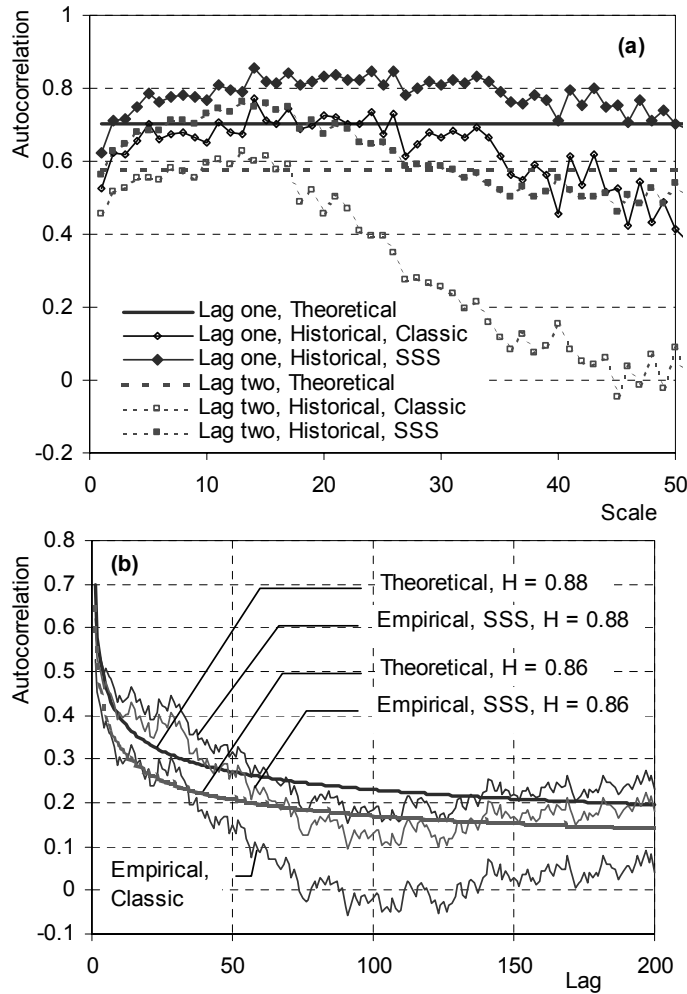 1
0.8
0.6
0.4
0.2
0
-0.2
Autocorrelation
(a)
Lag one, Theoretical
Lag one, Historical, Classic
Lag one, Historical, SSS
Lag two, Theoretical
Lag two, Historical, Classic
Lag two, Historical, SSS
0 10 20 30 40 50
Scale
0.8
0.7
0.6
0.5
0.4
0.3
0.2
0.1
0
-0.1
Autocorrelation
(b)
Theoretical, H = 0.88
Empirical, SSS, H = 0.88
Theoretical, H = 0.86
Empirical, SSS, H = 0.86
Empirical,
Classic
0 50 100 150 200
Lag